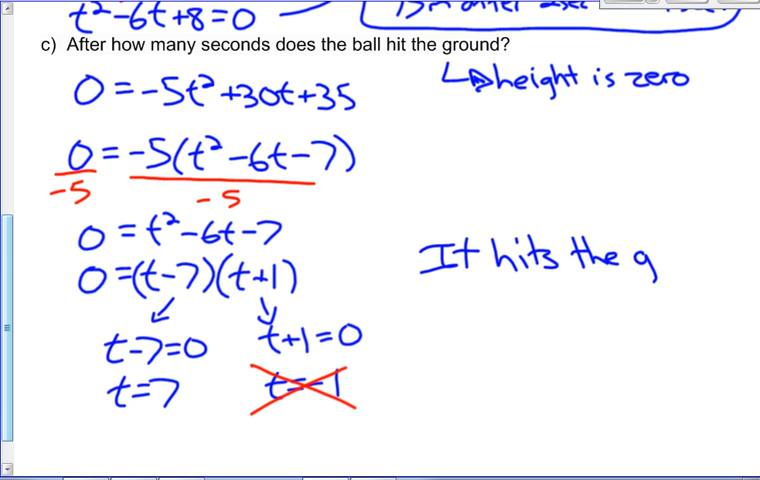 t²-6t+8=0
c) After how many seconds does the ball hit the ground?
0=-5t²+30t+35
↳height is zero
0=-5(t²-6t-7)
-5 -5
0=t²-6t-7
0=(t-7)(t+1)
It hits the g
t-7=0 t+1=0
t=7 t=-1